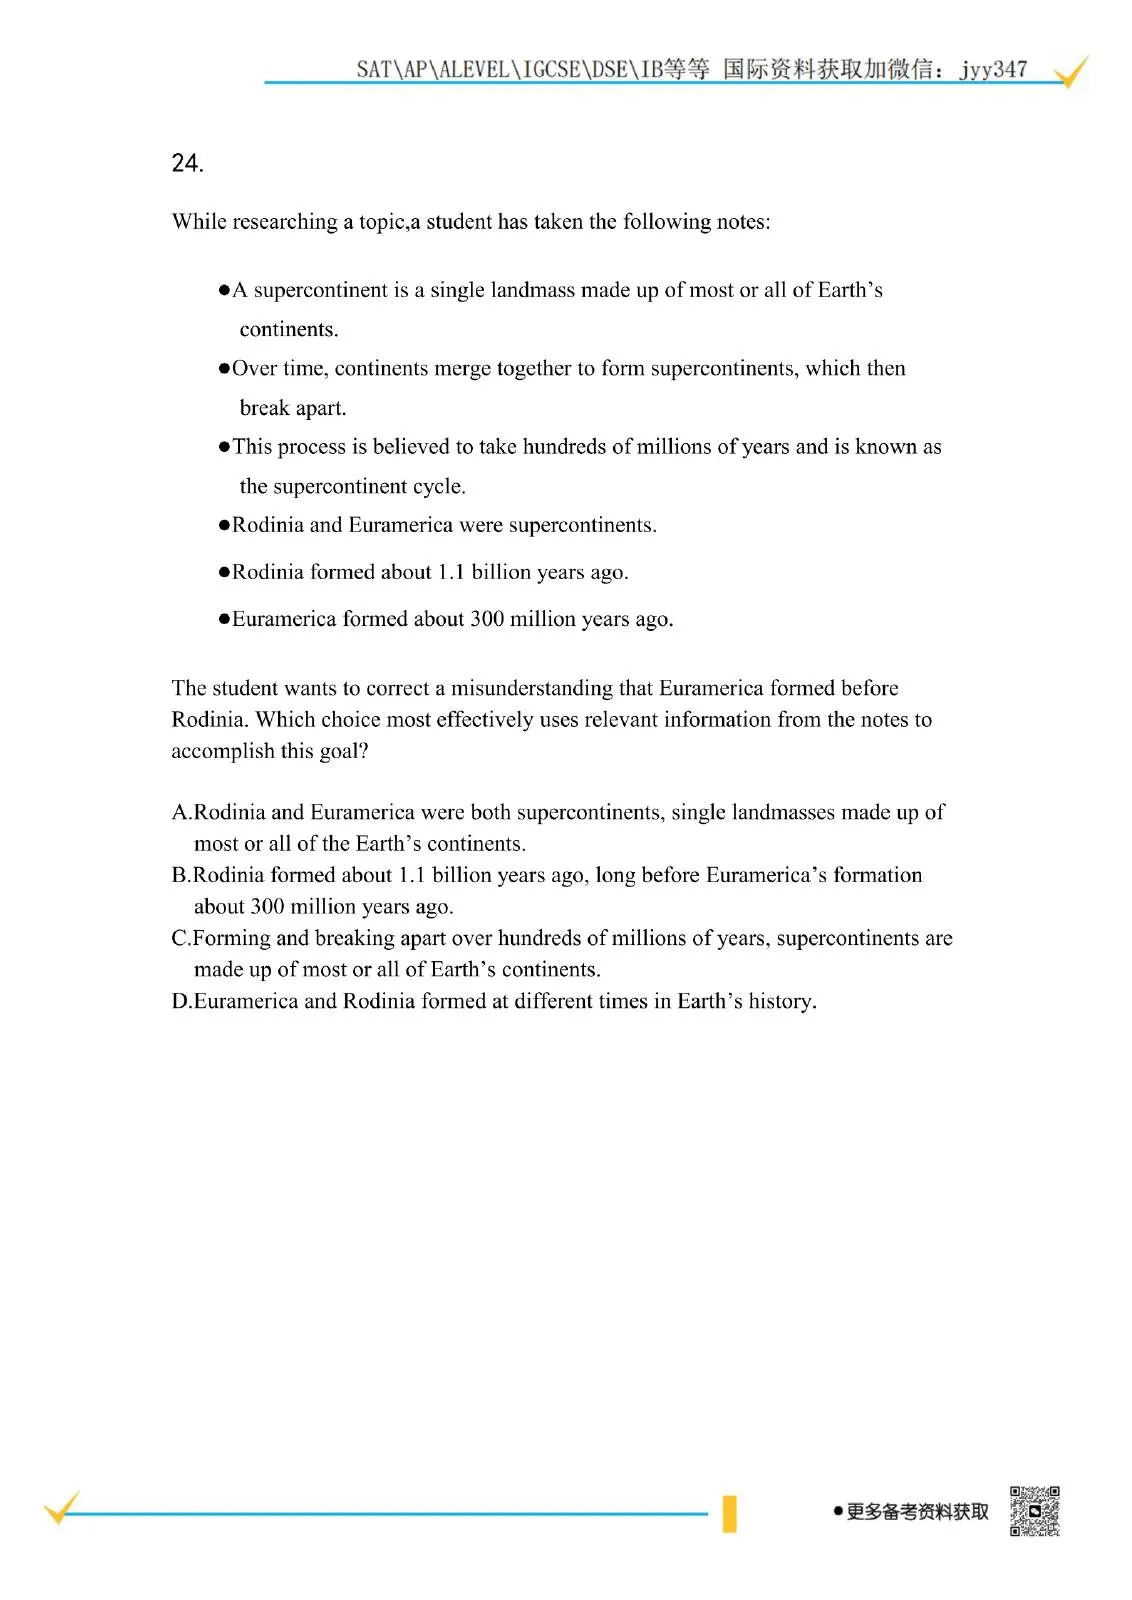 SAT\AP\ALEVEL\IGCSE\DSE\IB等等 国际资料获取加微信：jyy347
24.
While researching a topic,a student has taken the following notes:
●A supercontinent is a single landmass made up of most or all of Earth’s
continents.
●Over time, continents merge together to form supercontinents, which then
break apart.
●This process is believed to take hundreds of millions of years and is known as
the supercontinent cycle.
●Rodinia and Euramerica were supercontinents.
●Rodinia formed about 1.1 billion years ago.
●Euramerica formed about 300 million years ago.
The student wants to correct a misunderstanding that Euramerica formed before
Rodinia. Which choice most effectively uses relevant information from the notes to
accomplish this goal?
A.Rodinia and Euramerica were both supercontinents, single landmasses made up of
most or all of the Earth’s continents.
B.Rodinia formed about 1.1 billion years ago, long before Euramerica’s formation
about 300 million years ago.
C.Forming and breaking apart over hundreds of millions of years, supercontinents are
made up of most or all of Earth’s continents.
D.Euramerica and Rodinia formed at different times in Earth’s history.
●更多备考资料获取